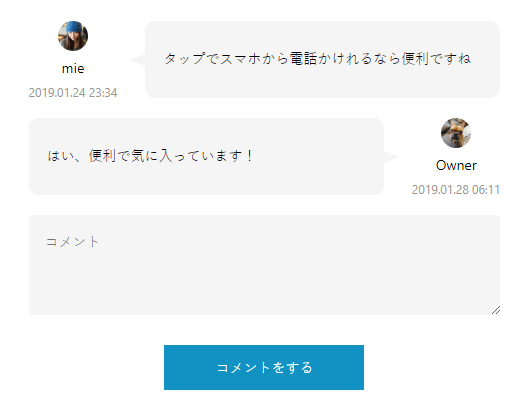 タップでスマホから電話かけれるなら便利ですね
mie
2019.01.24 23:34
はい、便利で気に入っています！
Owner
2019.01.28 06:11
コメント
コメントをする